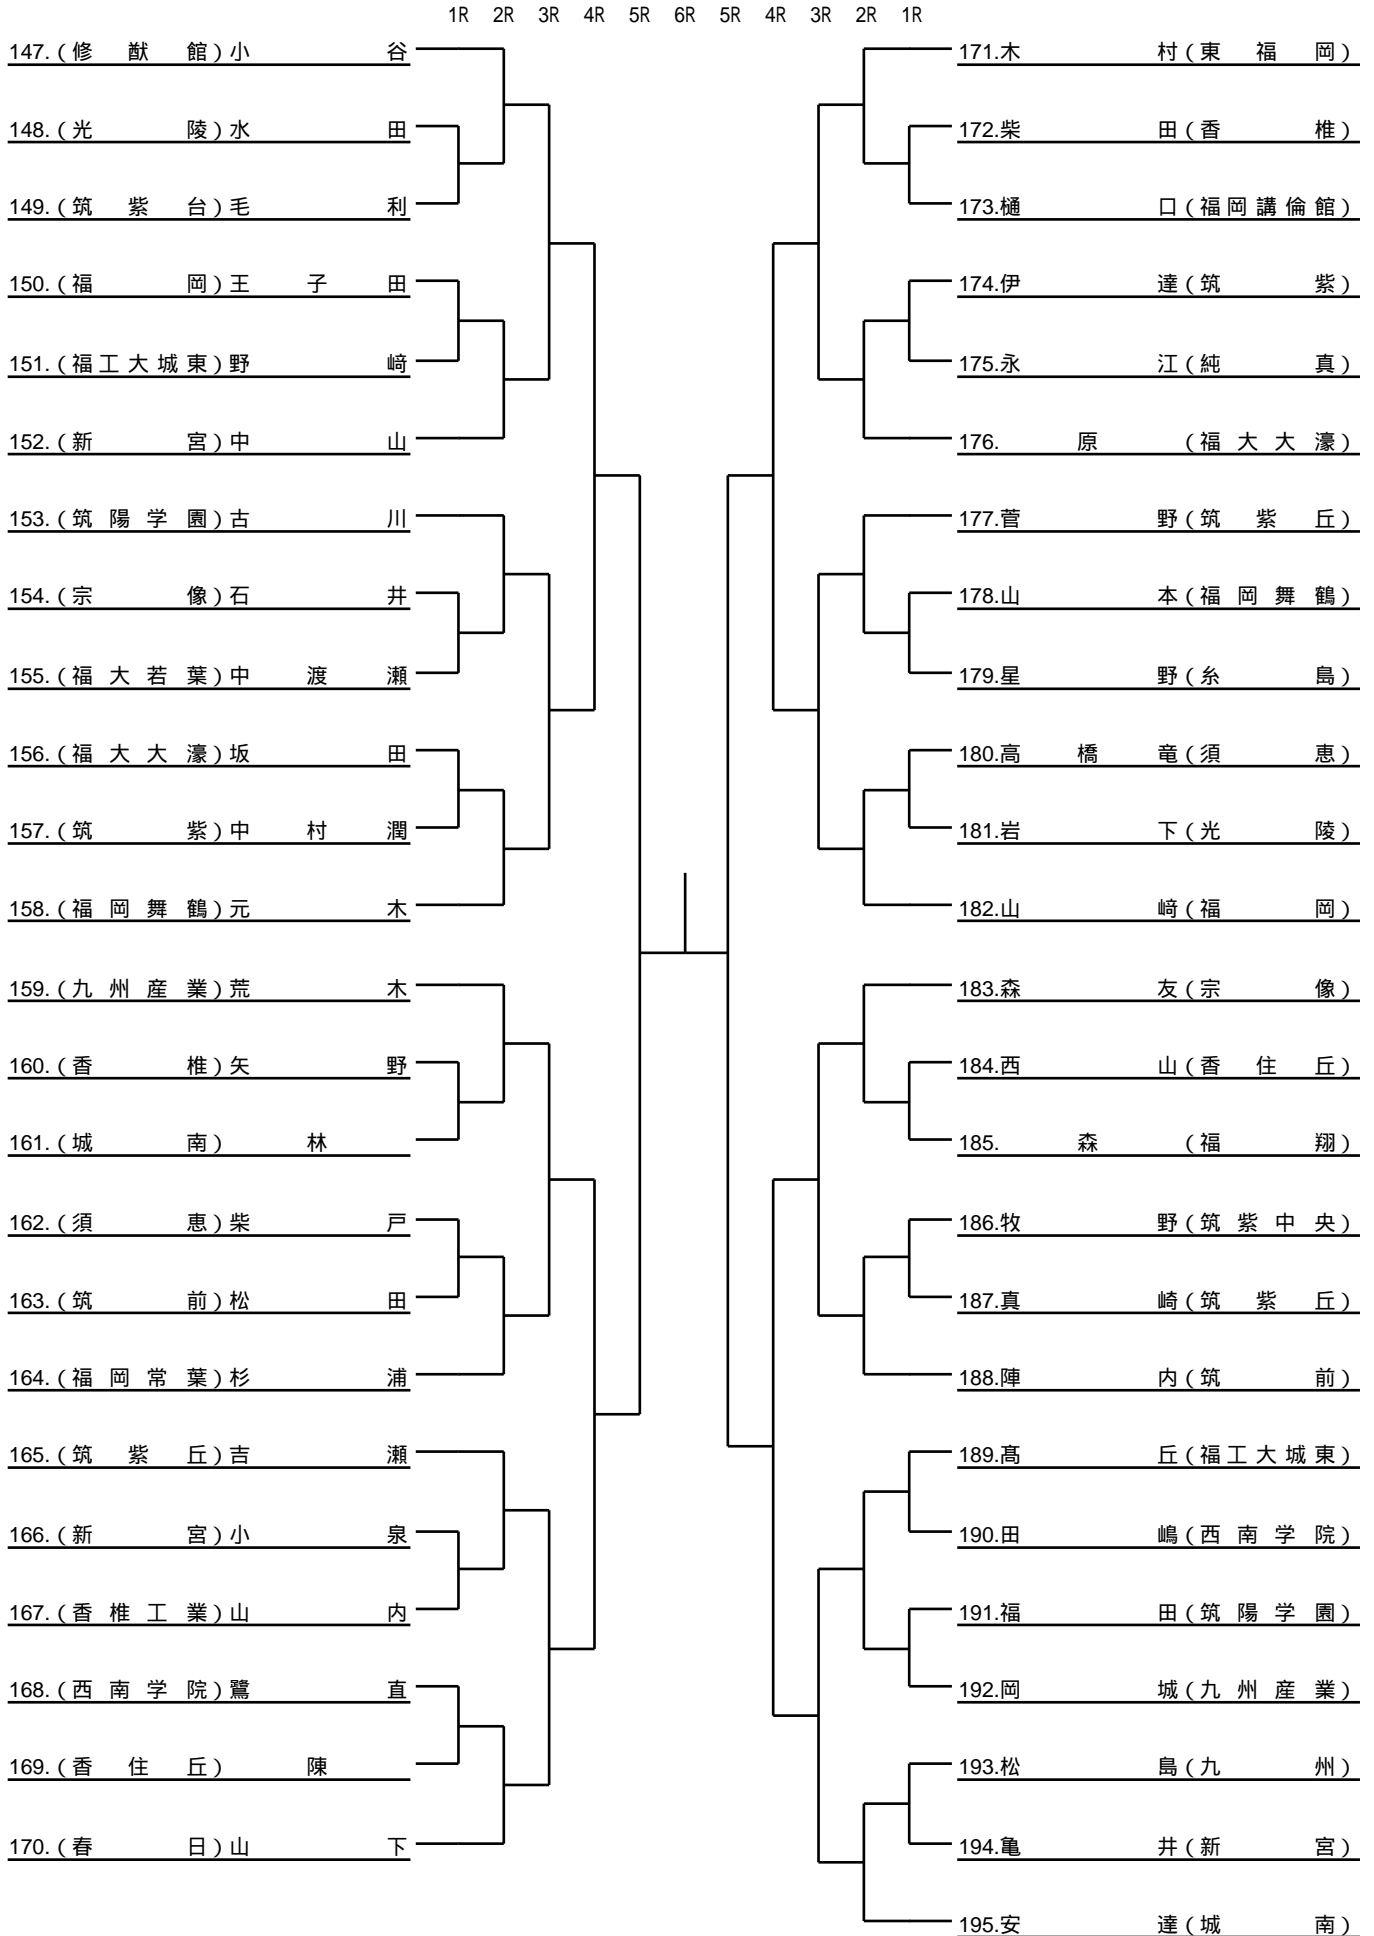 1R 2R 3R 4R 5R 6R 5R 4R 3R 2R 1R
147.(修猷館)小谷
148.(光陵)水田
149.(筑紫台)毛利
150.(福岡)王子田
151.(福工大城東)野﨑
152.(新宮)中山
153.(筑陽学園)古川
154.(宗像)石井
155.(福大若葉)中渡瀬
156.(福大大濠)坂田
157.(筑紫)中村潤
158.(福岡舞鶴)元木
159.(九州産業)荒木
160.(香椎)矢野
161.(城南)林
162.(須恵)柴戸
163.(筑前)松田
164.(福岡常葉)杉浦
165.(筑紫丘)吉瀬
166.(新宮)小泉
167.(香椎工業)山内
168.(西南学院)鷺直
169.(香住丘)陳
170.(春日)山下
171.木村(東福岡)
172.柴田(香椎)
173.樋口(福岡講倫館)
174.伊達(筑紫)
175.永江(純真)
176.原(福大大濠)
177.菅野(筑紫丘)
178.山本(福岡舞鶴)
179.星野(糸島)
180.高橋竜(須恵)
181.岩下(光陵)
182.山﨑(福岡)
183.森友(宗像)
184.西山(香住丘)
185.森(福翔)
186.牧野(筑紫中央)
187.真崎(筑紫丘)
188.陣内(筑前)
189.髙丘(福工大城東)
190.田嶋(西南学院)
191.福田(筑陽学園)
192.岡城(九州産業)
193.松島(九州)
194.亀井(新宮)
195.安達(城南)